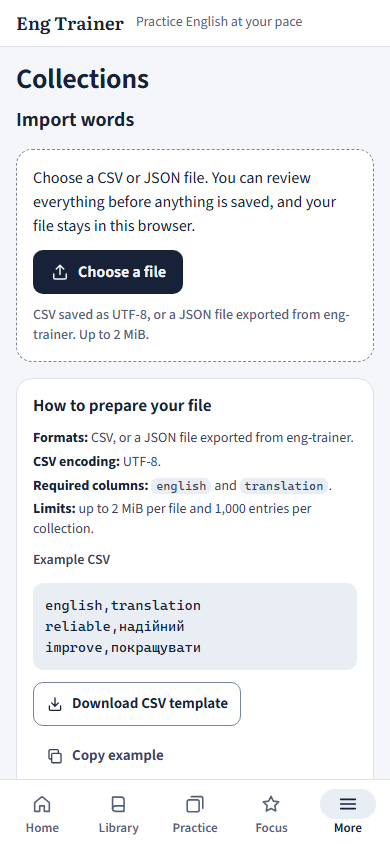 Eng Trainer Practice English at your pace
Collections
Import words
Choose a CSV or JSON file. You can review
everything before anything is saved, and your
file stays in this browser.
Choose a file
CSV saved as UTF-8, or a JSON file exported from eng-
trainer. Up to 2 MiB.
How to prepare your file
Formats: CSV, or a JSON file exported from eng-trainer.
CSV encoding: UTF-8.
Required columns: english and translation.
Limits: up to 2 MiB per file and 1,000 entries per
collection.
Example CSV
english,translation
reliable,надійний
improve,покращувати
Download CSV template
Copy example
Home Library Practice Focus More